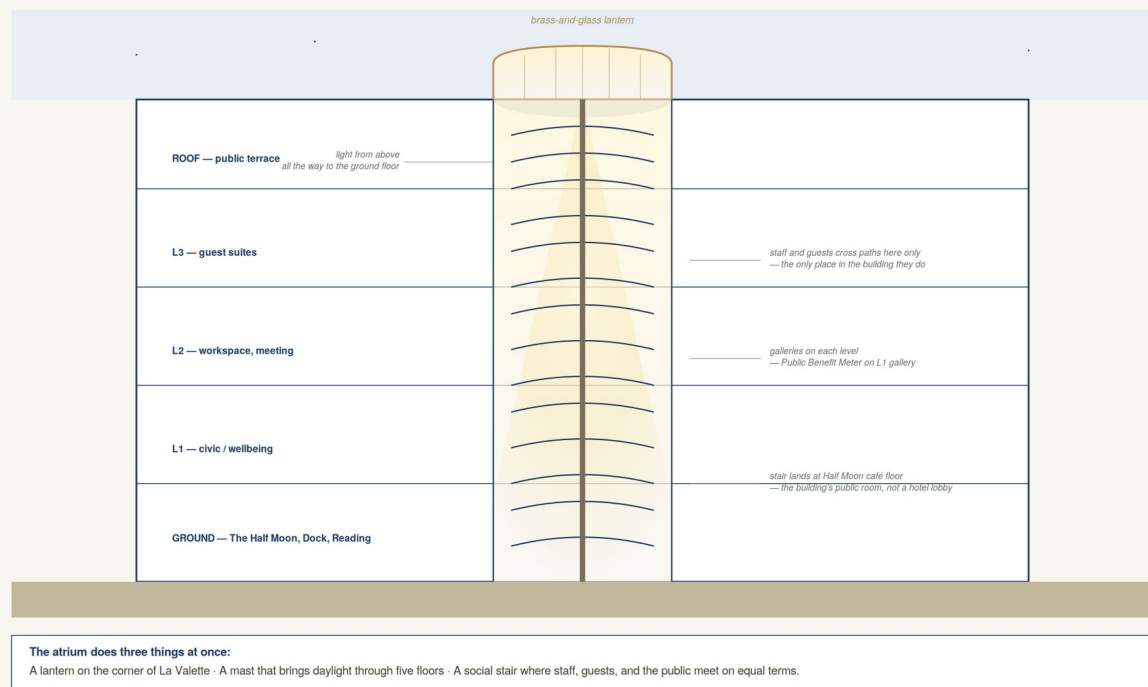 brass-and-glass lantern
ROOF — public terrace
light from above
all the way to the ground floor
L3 — guest suites
staff and guests cross paths here only
— the only place in the building they do
L2 — workspace, meeting
galleries on each level
— Public Benefit Meter on L1 gallery
L1 — civic / wellbeing
stair lands at Half Moon café floor
— the building's public room, not a hotel lobby
GROUND — The Half Moon, Dock, Reading
The atrium does three things at once:
A lantern on the corner of La Valette · A mast that brings daylight through five floors · A social stair where staff, guests, and the public meet on equal terms.